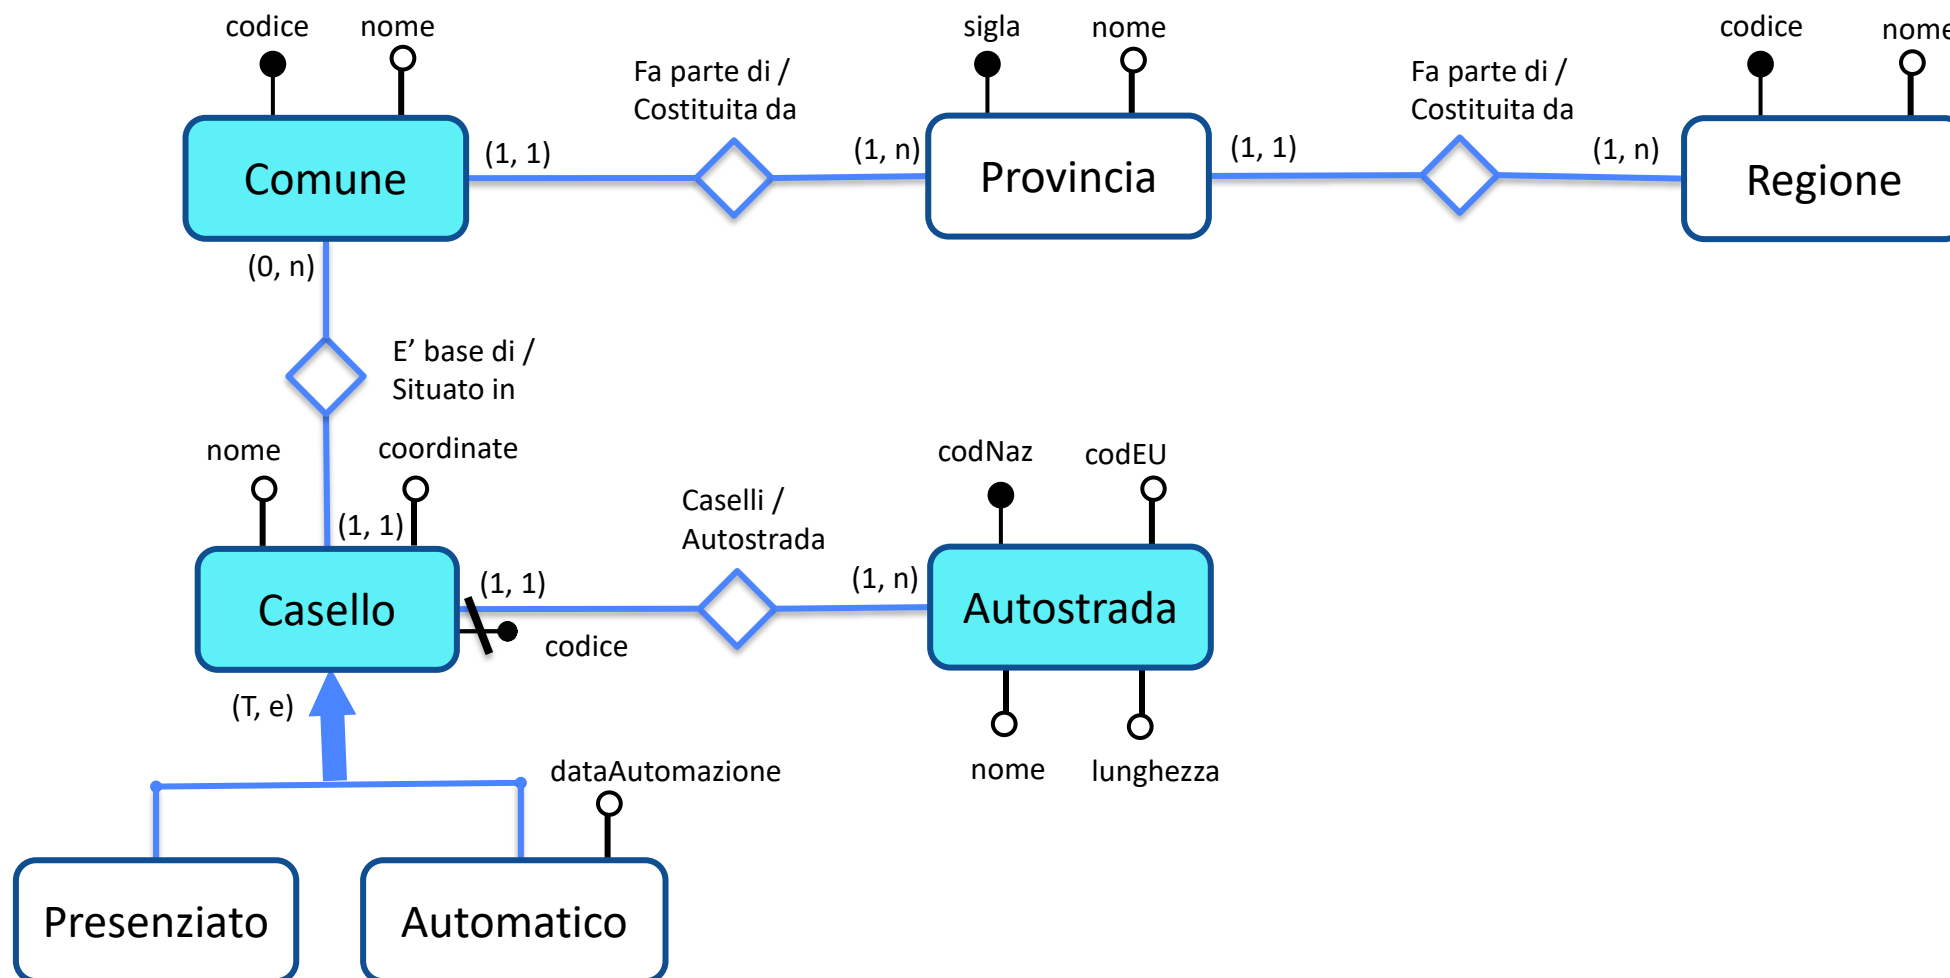 codice
nome
sigla
nome
codice
nome
Fa parte di /
Costituita da
Fa parte di /
Costituita da
Comune
(1, 1)
(1, n)
Provincia
(1, 1)
(1, n)
Regione
(0, n)
E' base di /
Situato in
nome
coordinate
codNaz
codEU
Caselli /
Autostrada
(1, 1)
(1, 1)
(1, n)
Casello
codice
Autostrada
(T, e)
nome
lunghezza
dataAutomazione
Presenziato
Automatico